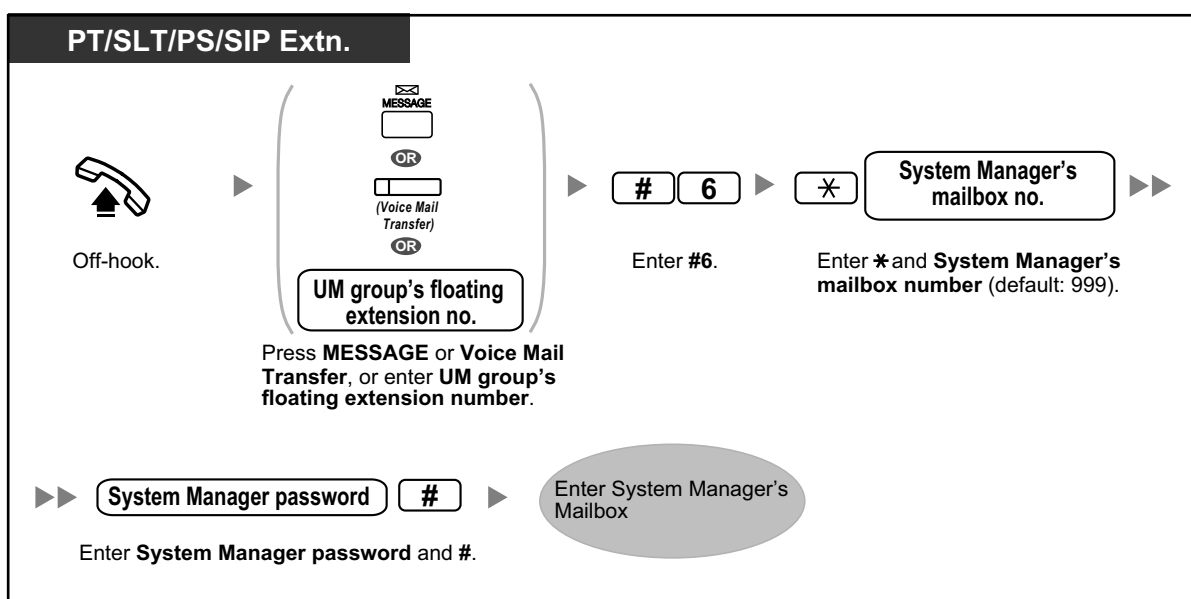 PT/SLT/PS/SIP Extn.
MESSAGE
OR
(Voice Mail
Transfer)
OR
UM group's floating
extension no.
# 6
✳ System Manager's
mailbox no.
Off-hook.
Press MESSAGE or Voice Mail
Transfer, or enter UM group's
floating extension number.
Enter #6.
Enter ✳ and System Manager's
mailbox number (default: 999).
System Manager password #
Enter System Manager's
Mailbox
Enter System Manager password and #.